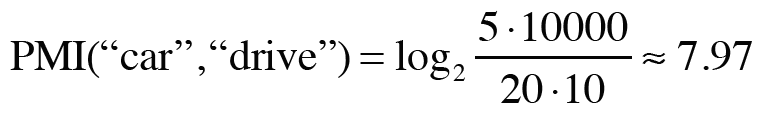 PMI(“car”,“drive”) = log₂ 5·10000 / 20·10 ≈ 7.97